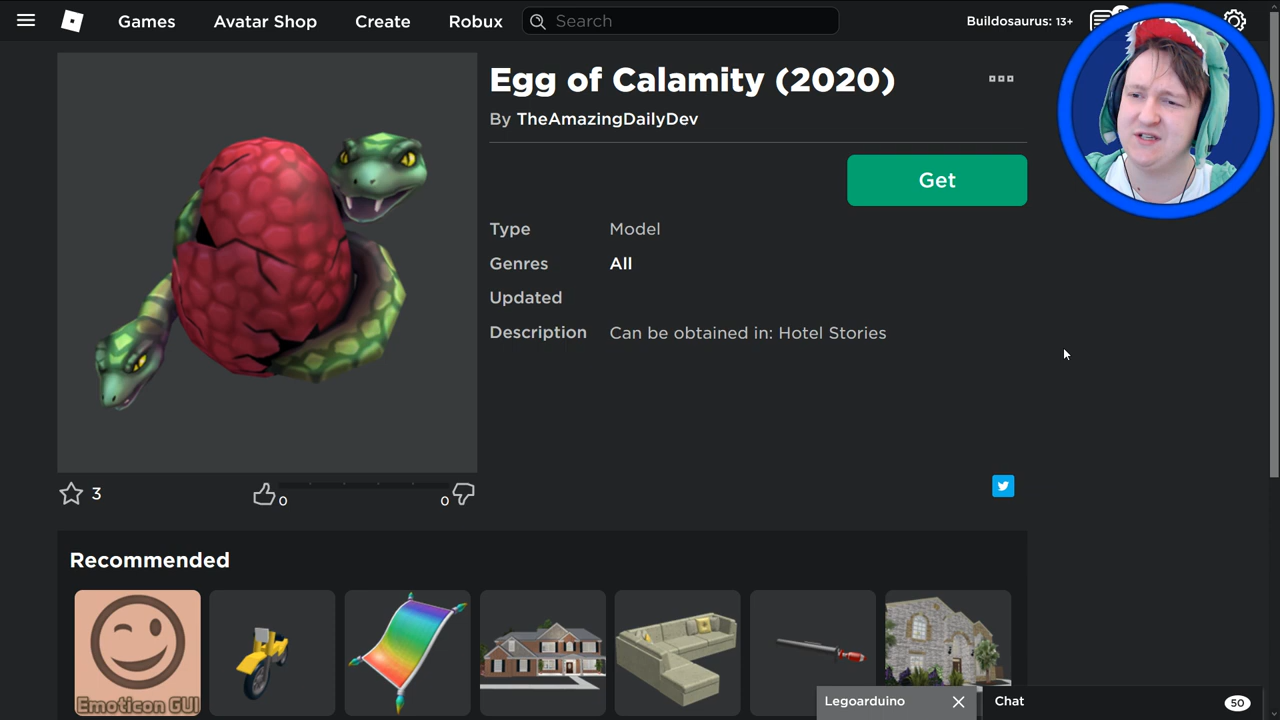 Games
Avatar Shop
Create
Robux
Search
Buildosaurus: 13+
Egg of Calamity (2020)
By TheAmazingDailyDev
Get
Type Model
Genres All
Updated
Description Can be obtained in: Hotel Stories
3
0
0
Recommended
Emoticon GUI
Legoarduino
Chat
50